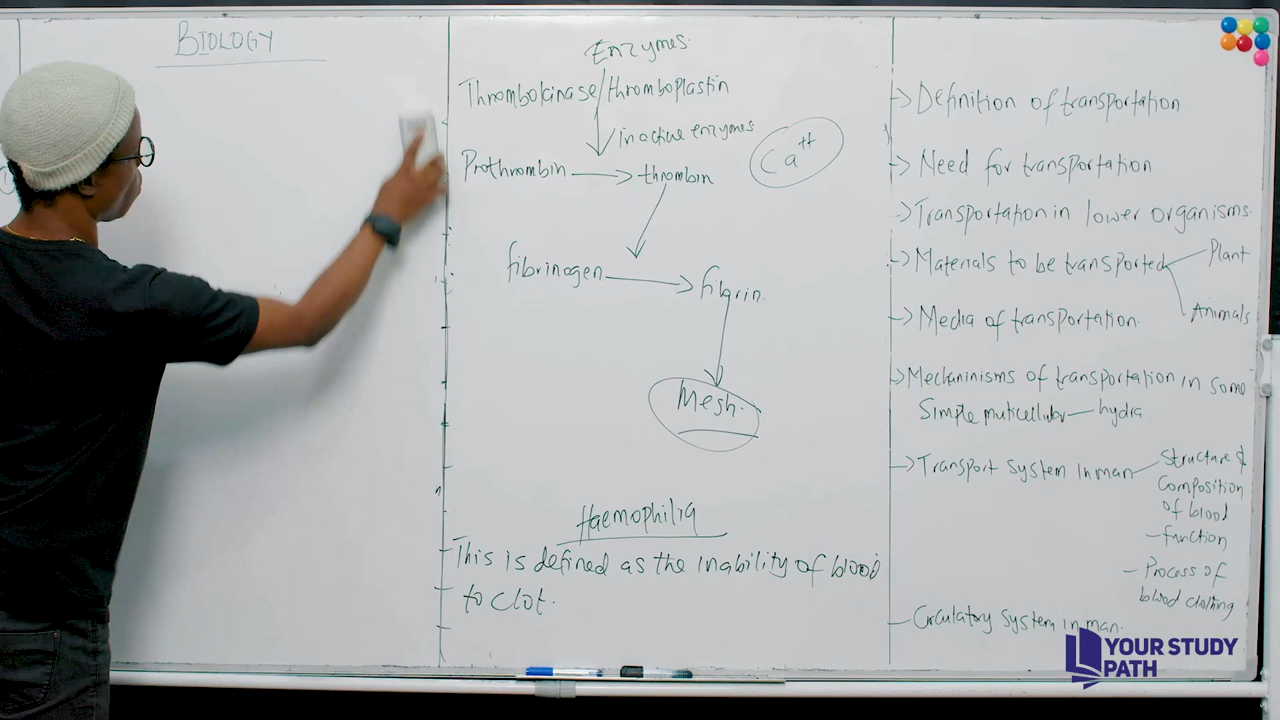 BIOLOGY
Enzymes.
Thrombokinase/thromboplastin
inactive enzymes
Ca++
Prothrombin → thrombin
fibrinogen → fibrin.
Mesh.
Haemophilia
This is defined as the inability of blood
to clot.
-> Definition of transportation
-> Need for transportation
-> Transportation in lower organisms.
-> Materials to be transported
Plant
Animals
-> Media of transportation.
-> Mechaninisms of transportation in some
Simple muticellular — hydra
-> Transport System in man
Structure &
Composition
of blood
- function
- Process of
blood clotting
- Circulatory System in man.
YOUR STUDY
PATH